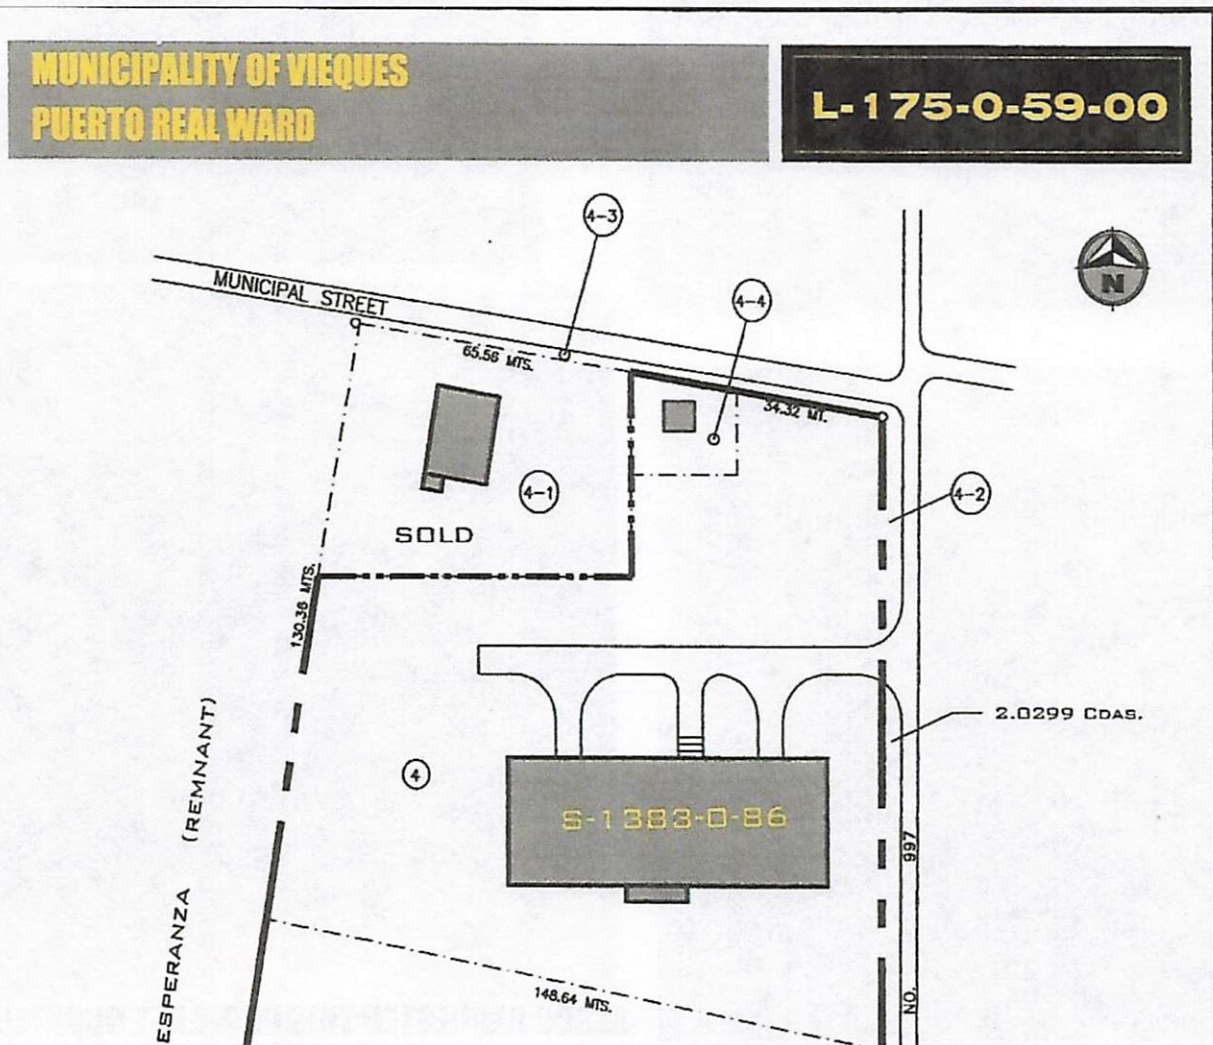 MUNICIPALITY OF VIEQUES
PUERTO REAL WARD
L-175-0-59-00
4-3
MUNICIPAL STREET
4-4
N
65.56 MTS.
34.32 MT.
4-1
4-2
SOLD
130.36 MTS.
2.0299 CDAS.
ESPERANZA (REMNANT)
4
S-1383-0-86
NO. 997
148.64 MTS.